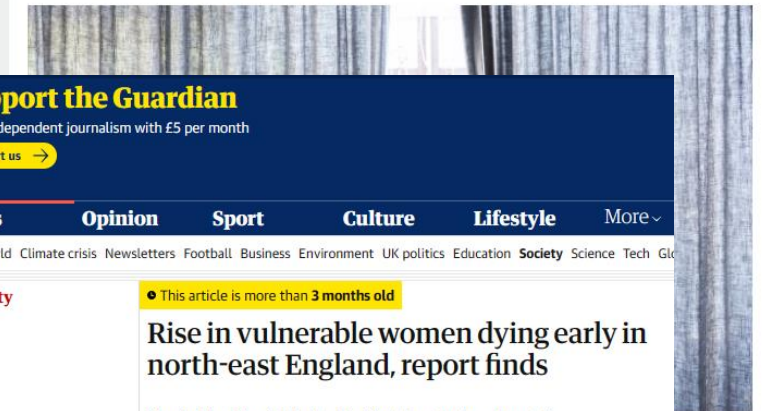 port the Guardian
dependent journalism with £5 per month
t us →
s Opinion Sport Culture Lifestyle More
ld Climate crisis Newsletters Football Business Environment UK politics Education Society Science Tech Glo
ty
This article is more than 3 months old
Rise in vulnerable women dying early in
north-east England, report finds